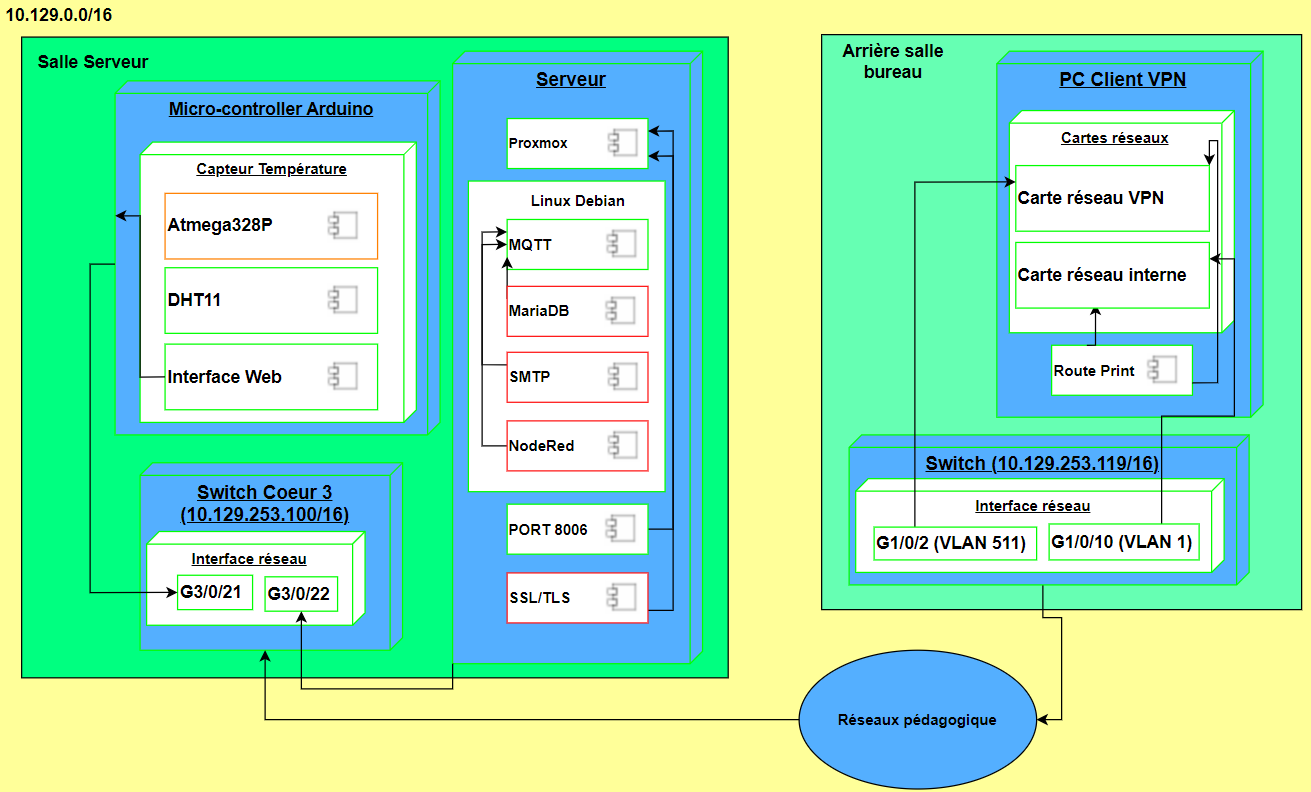 10.129.0.0/16
Salle Serveur
Micro-controller Arduino
Capteur Température
Atmega328P
DHT11
Interface Web
Switch Coeur 3
(10.129.253.100/16)
Interface réseau
G3/0/21
G3/0/22
Serveur
Proxmox
Linux Debian
MQTT
MariaDB
SMTP
NodeRed
PORT 8006
SSL/TLS
Arrière salle
bureau
PC Client VPN
Cartes réseaux
Carte réseau VPN
Carte réseau interne
Route Print
Switch (10.129.253.119/16)
Interface réseau
G1/0/2 (VLAN 511)
G1/0/10 (VLAN 1)
Réseaux pédagogique